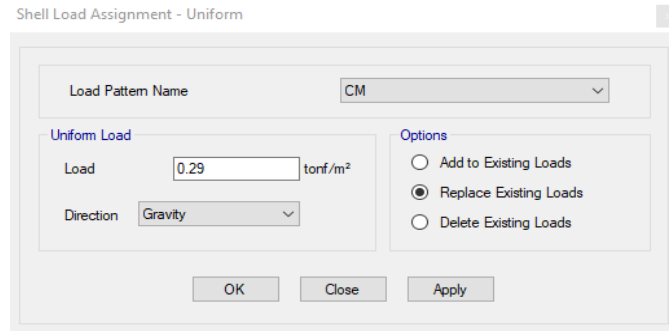 Shell Load Assignment - Uniform
Load Pattern Name CM
Uniform Load
Load 0.29 tonf/m²
Direction Gravity
Options
Add to Existing Loads
Replace Existing Loads
Delete Existing Loads
OK Close Apply